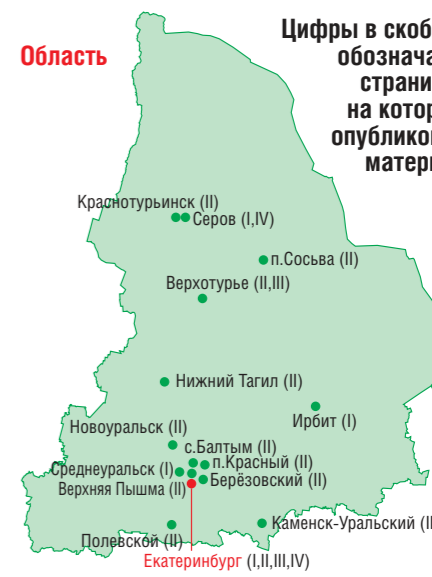 Область
Цифры в скоб
обознача
страни
на котор
опубликов
матери
Краснотурьинск (II)
Серов (I,IV)
п.Сосьва (II)
Верхотурье (II,III)
Нижний Тагил (II)
Ирбит (I)
Новоуральск (II)
с.Балтым (II)
п.Красный (II)
Среднеуральск (I)
Берёзовский (II)
Верхняя Пышма (II)
Каменск-Уральский (II
Полевской (II)
Екатеринбург (I,II,III,IV)